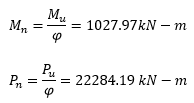 Mₙ = Mᵤ/φ = 1027.97kN − m
Pₙ = Pᵤ/φ = 22284.19 kN − m